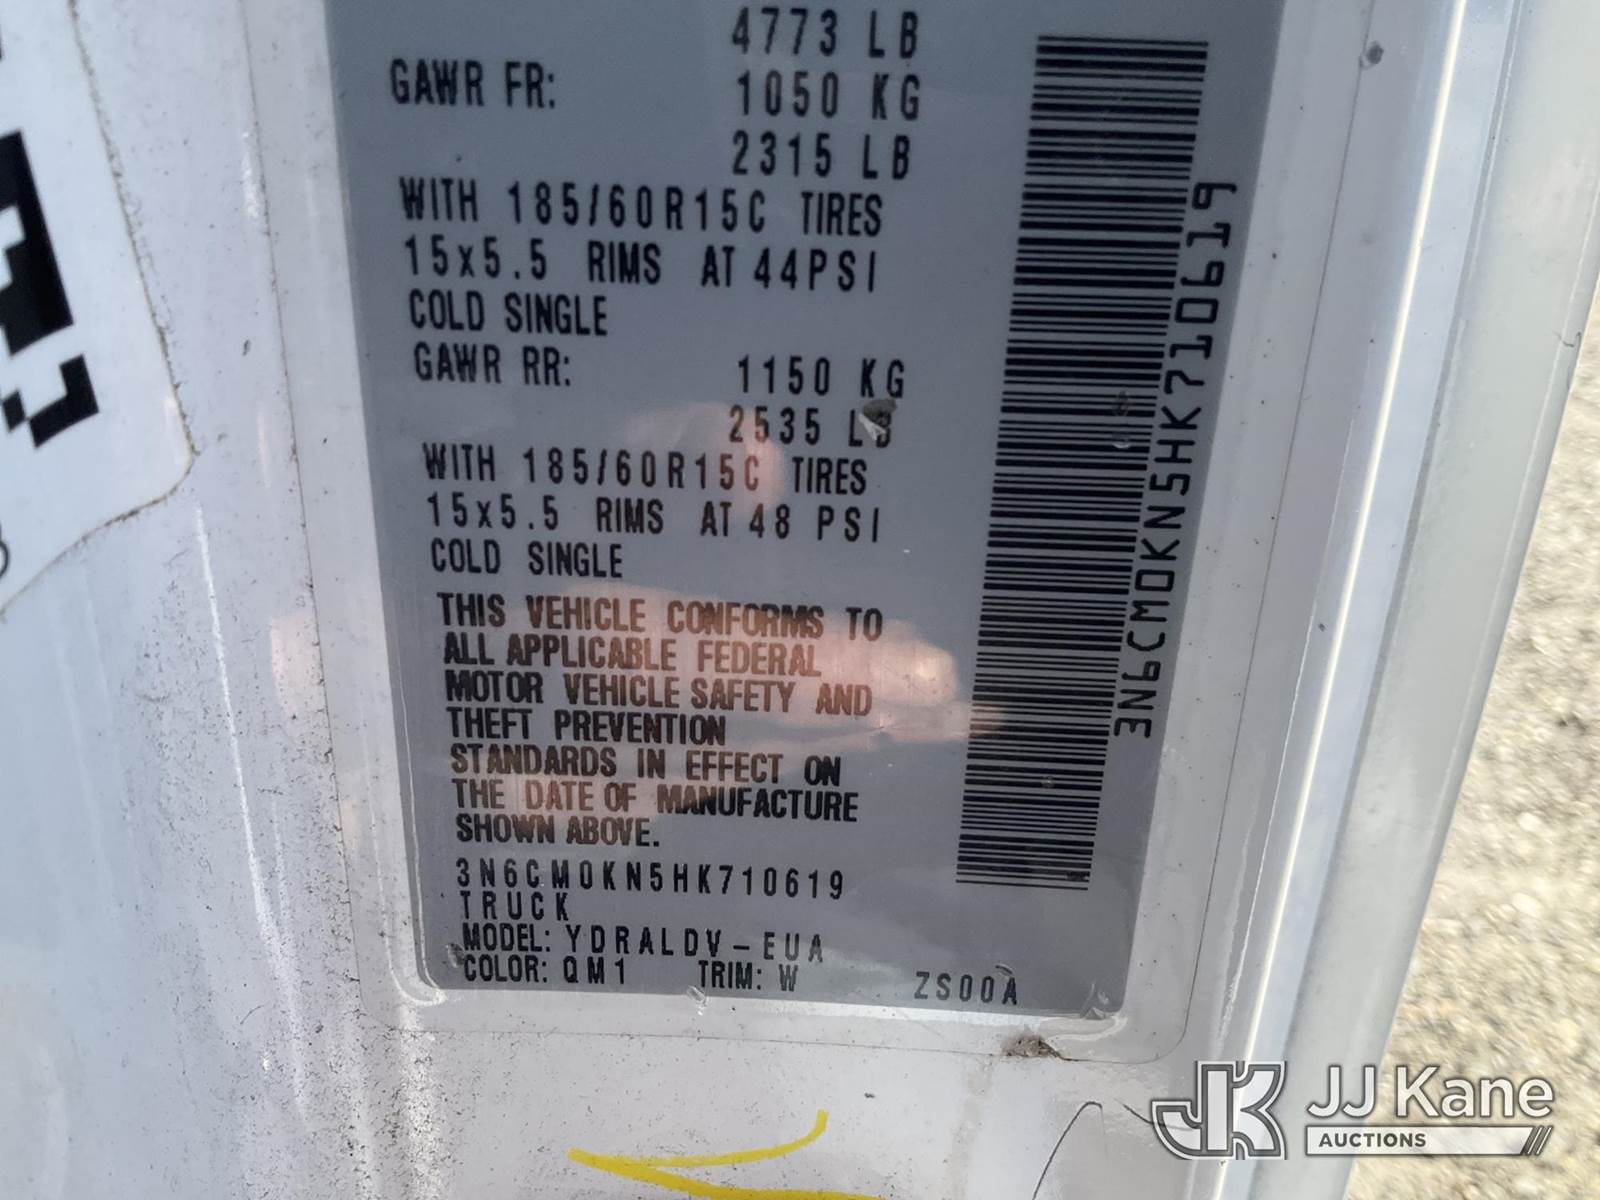 4773 LB
GAWR FR: 1050 KG
2315 LB
WITH 185/60R15C TIRES
15x5.5 RIMS AT 44PSI
COLD SINGLE
GAWR RR: 1150 KG
2535 LB
WITH 185/60R15C TIRES
15x5.5 RIMS AT 48 PSI
COLD SINGLE
THIS VEHICLE CONFORMS TO
ALL APPLICABLE FEDERAL
MOTOR VEHICLE SAFETY AND
THEFT PREVENTION
STANDARDS IN EFFECT ON
THE DATE OF MANUFACTURE
SHOWN ABOVE.
3N6CM0KN5HK710619
TRUCK
MODEL: YDRALDV-EUA
COLOR: QM1 TRIM: W ZS00A
3N6CM0KN5HK710619
JK JJ Kane
AUCTIONS